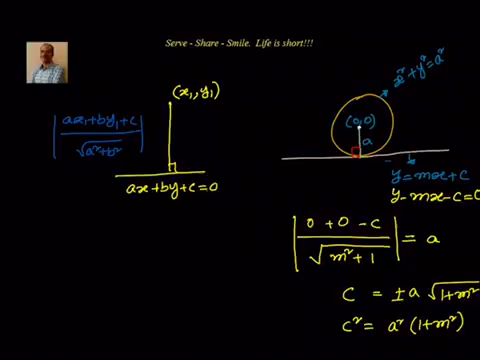 Serve - Share - Smile.  Life is short!!!
(x₁, y₁)
|ax₁+by₁+c / √a²+b²|
ax+by+c=0
x²+y²=a²
(0,0)
a
y=mx+c
y-mx-c=0
|0 + 0 - c / √m²+1| = a
c = ±a √1+m²
c² = a² (1+m²)